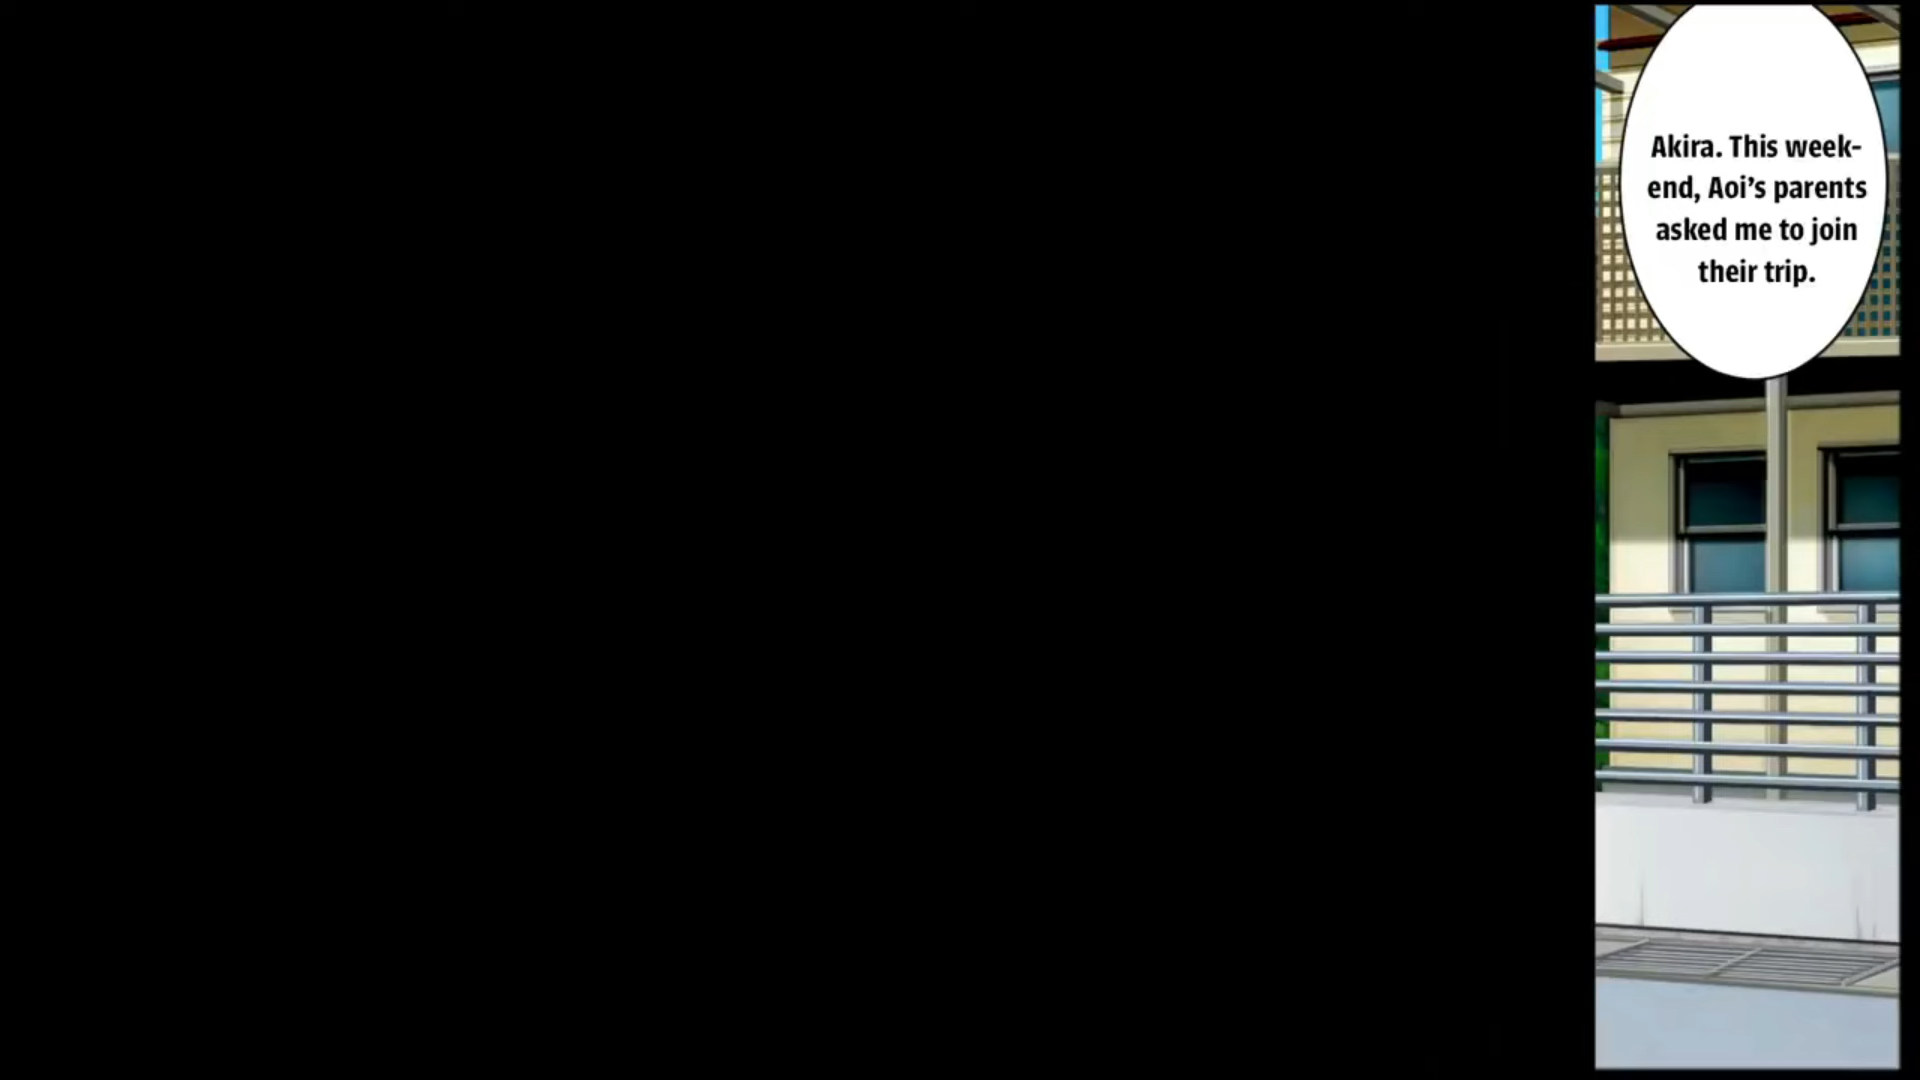 Akira. This week-
end, Aoi's parents
asked me to join
their trip.